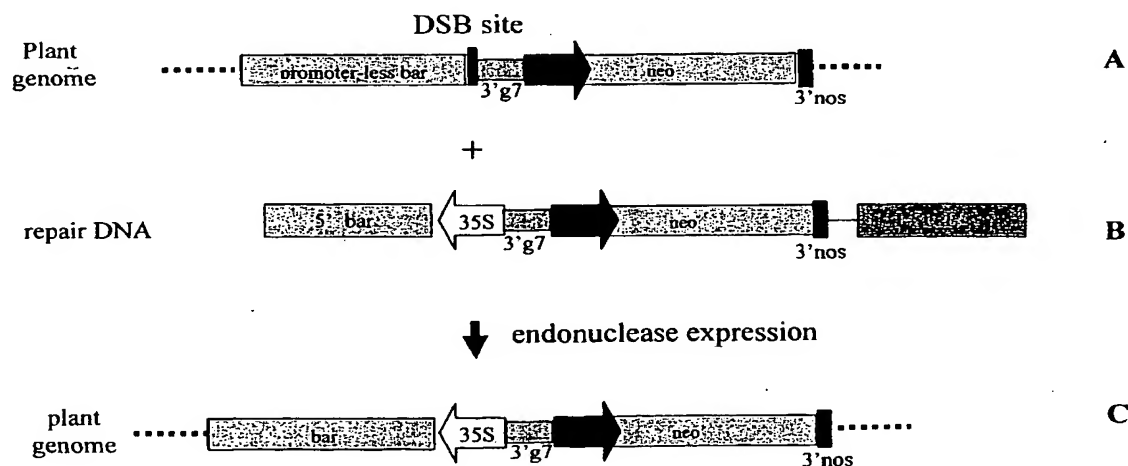 DSB site
Plant
genome
promoter-less bar
neo
A
3'g7
3'nos
+
repair DNA
5' bar
35S
neo
B
3'g7
3'nos
endonuclease expression
plant
genome
bar
35S
neo
C
3'g7
3'nos